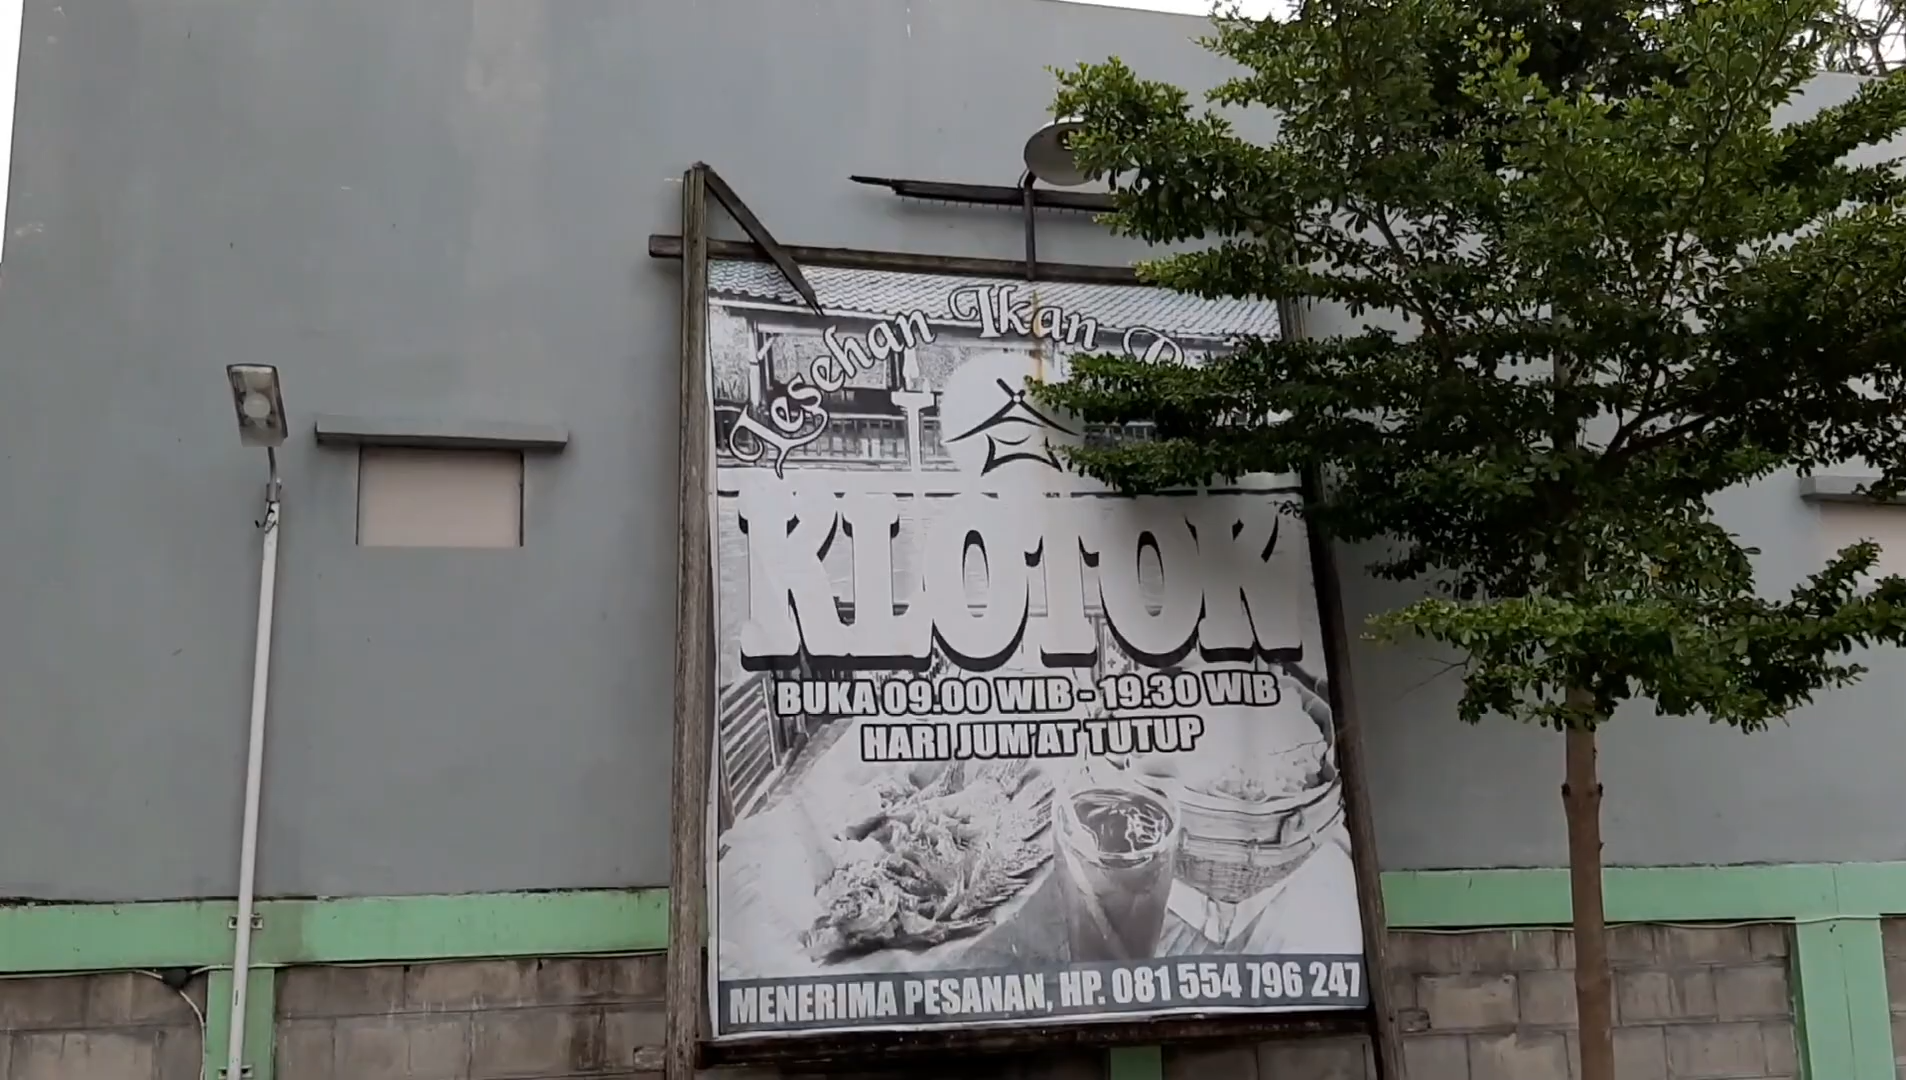 Lesehan Ikan
KLOTOK
BUKA 09.00 WIB - 19.30 WIB
HARI JUM'AT TUTUP
MENERIMA PESANAN, HP. 081 554 796 247